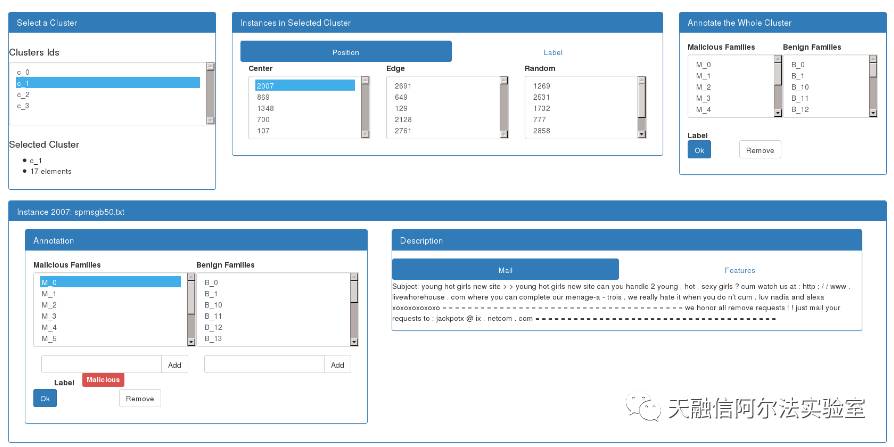 Select a Cluster
Clusters Ids
c_0
c_1
c_2
c_3
Selected Cluster
c_1
17 elements
Instances in Selected Cluster
Position Label
Center Edge Random
2007 2691 1269
869 649 2531
1348 129 1732
700 2128 777
107 2761 2858
Annotate the Whole Cluster
Malicious Families Benign Families
M_0 B_0
M_1 B_1
M_2 B_10
M_3 B_11
M_4 B_12
Label
Ok Remove
Instance 2007: spmsgb50.txt
Annotation
Malicious Families Benign Families
M_0 B_0
M_1 B_1
M_2 B_10
M_3 B_11
M_4 B_12
M_5 B_13
Add Add
Label Malicious
Ok Remove
Description
Mail Features
Subject: young hot girls new site > > young hot girls new site can you handle 2 young , hot , sexy girls ? cum watch us at : http : / / www .
livewhorehouse . com where you can complete our menage-a - trois . we really hate it when you do n't cum . luv nadia and alexa
xoxoxoxoxoxo = = = = = = = = = = = = = = = = = = = = = = = = = = = = = = = = = = we honor all remove requests ! ! just mail your
requests to : jackpotx @ ix . netcom . com = = = = = = = = = = = = = = = = = = = = = = = = = = = = = = = = = =
天融信阿尔法实验室